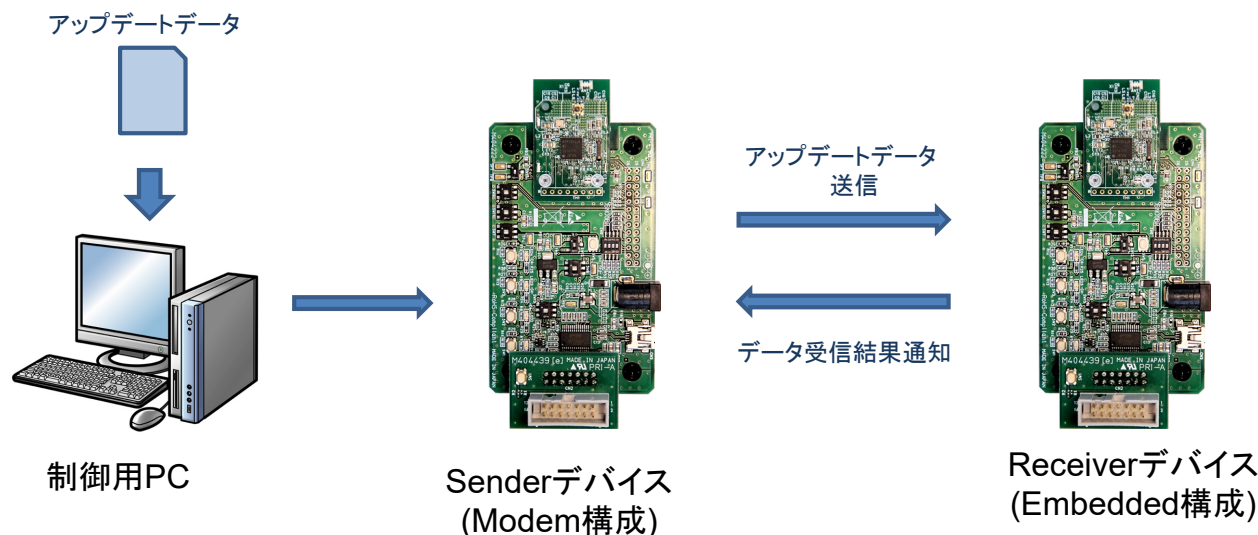 アップデートデータ
アップデートデータ
送信
データ受信結果通知
M404439[e] MADE IN JAPAN
PRI-A
CN2
M404439[e] MADE IN JAPAN
PRI-A
CN2
制御用PC
Senderデバイス
(Modem構成)
Receiverデバイス
(Embedded構成)